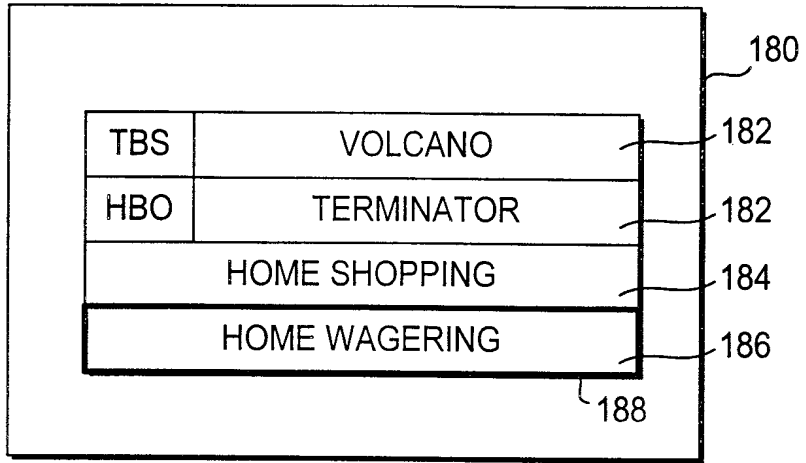 180
TBS VOLCANO 182
HBO TERMINATOR 182
HOME SHOPPING 184
HOME WAGERING 186
188